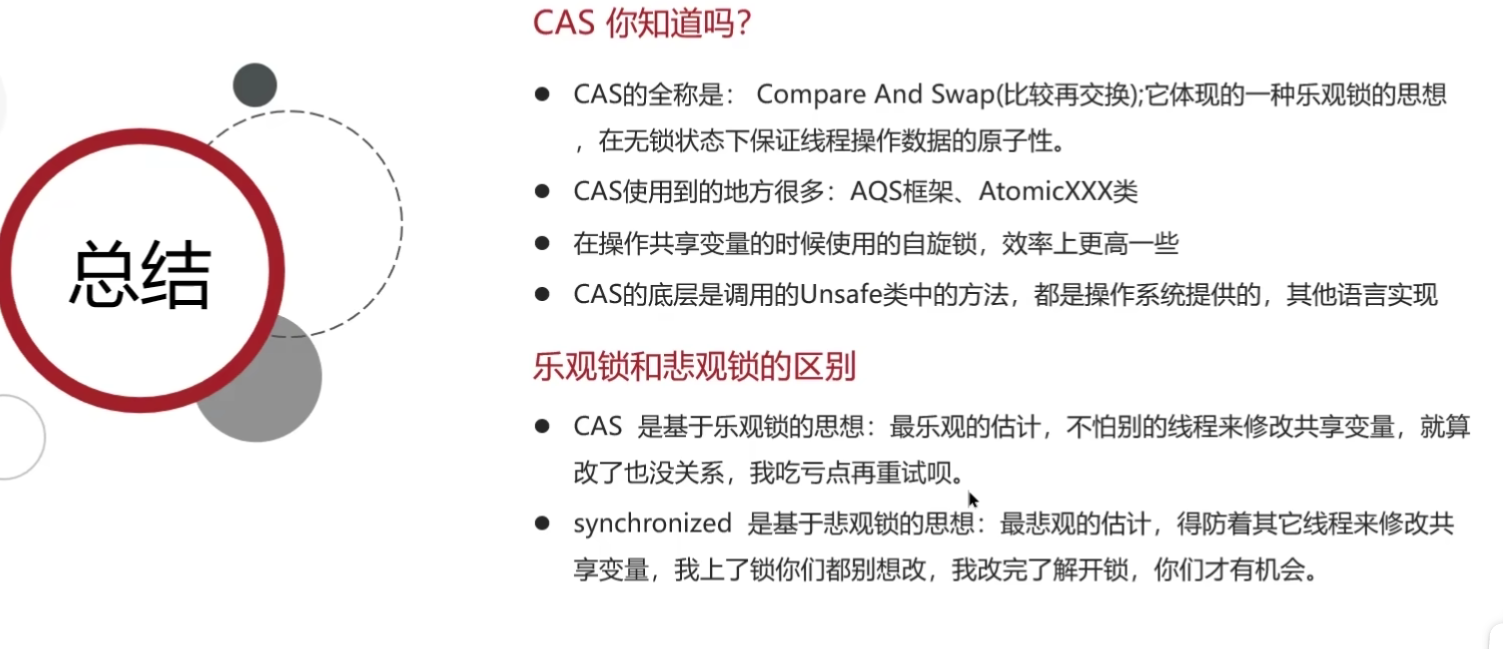 CAS 你知道吗?
● CAS的全称是： Compare And Swap(比较再交换);它体现的一种乐观锁的思想
，在无锁状态下保证线程操作数据的原子性。
● CAS使用到的地方很多：AQS框架、AtomicXXX类
● 在操作共享变量的时候使用的自旋锁，效率上更高一些
● CAS的底层是调用的Unsafe类中的方法，都是操作系统提供的，其他语言实现
总结
乐观锁和悲观锁的区别
● CAS 是基于乐观锁的思想：最乐观的估计，不怕别的线程来修改共享变量，就算
改了也没关系，我吃亏点再重试呗。
● synchronized 是基于悲观锁的思想：最悲观的估计，得防着其它线程来修改共
享变量，我上了锁你们都别想改，我改完了解开锁，你们才有机会。